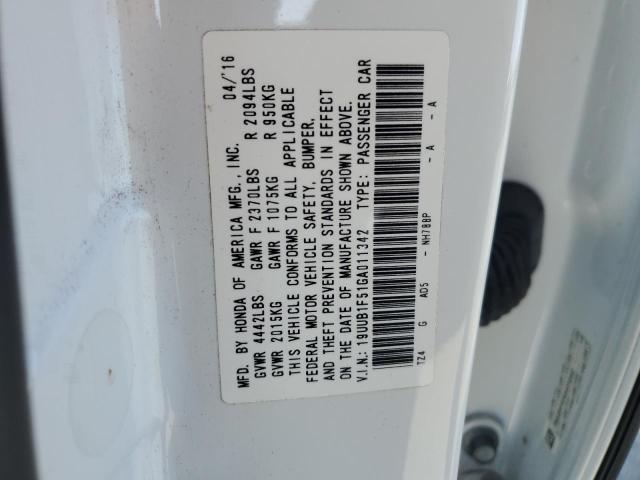 MFD. BY HONDA OF AMERICA MFG., INC. 04/'16
GVWR 4442LBS GAWR F 2370LBS R 2094LBS
GVWR 2015KG GAWR F 1075KG R 950KG
THIS VEHICLE CONFORMS TO ALL APPLICABLE
FEDERAL MOTOR VEHICLE SAFETY, BUMPER,
AND THEFT PREVENTION STANDARDS IN EFFECT
ON THE DATE OF MANUFACTURE SHOWN ABOVE.
V.I.N.: 19UUB1F51GA011342 TYPE: PASSENGER CAR
TZ4 G AD5 - NH788P - A - A